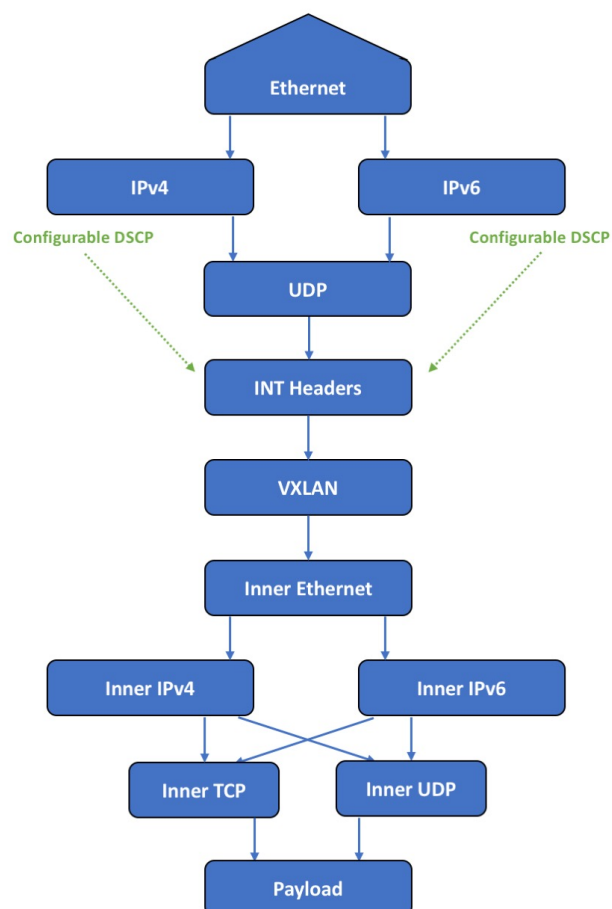 Ethernet
IPv4
IPv6
Configurable DSCP
Configurable DSCP
UDP
INT Headers
VXLAN
Inner Ethernet
Inner IPv4
Inner IPv6
Inner TCP
Inner UDP
Payload